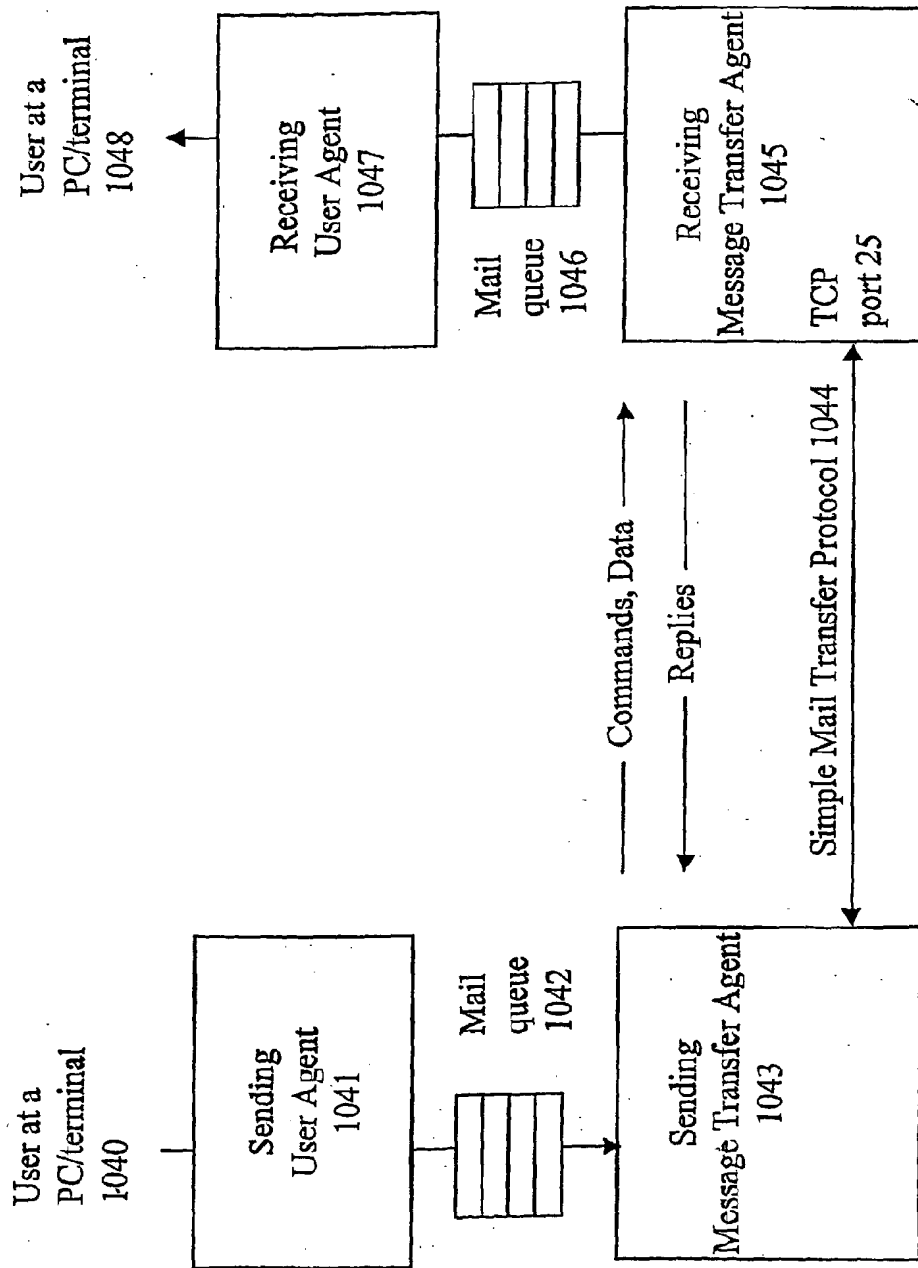 User at a
PC/terminal
1040
Sending
User Agent
1041
Mail
queue
1042
Sending
Message Transfer Agent
1043
Commands, Data
Replies
Simple Mail Transfer Protocol 1044
User at a
PC/terminal
1048
Receiving
User Agent
1047
Mail
queue
1046
Receiving
Message Transfer Agent
1045
TCP
port 25